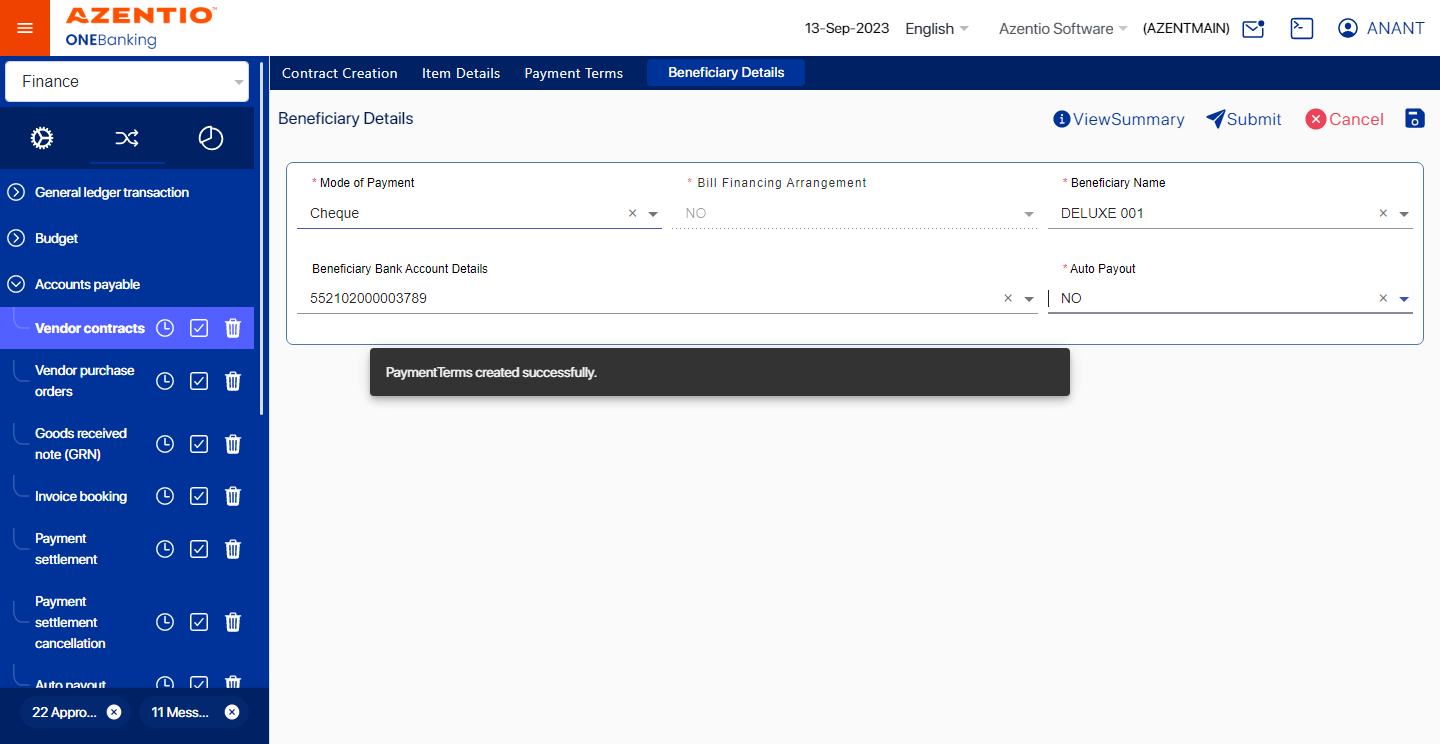 AZENTIO™
ONEBanking
13-Sep-2023 English Azentio Software (AZENTMAIN) ANANT
Finance
General ledger transaction
Budget
Accounts payable
Vendor contracts
Vendor purchase
orders
Goods received
note (GRN)
Invoice booking
Payment
settlement
Payment
settlement
cancellation
Auto payout
22 Appro... 11 Mess...
Contract Creation Item Details Payment Terms Beneficiary Details
Beneficiary Details
ViewSummary Submit Cancel
* Mode of Payment * Bill Financing Arrangement * Beneficiary Name
Cheque × NO DELUXE 001 ×
Beneficiary Bank Account Details * Auto Payout
552102000003789 × NO ×
PaymentTerms created successfully.